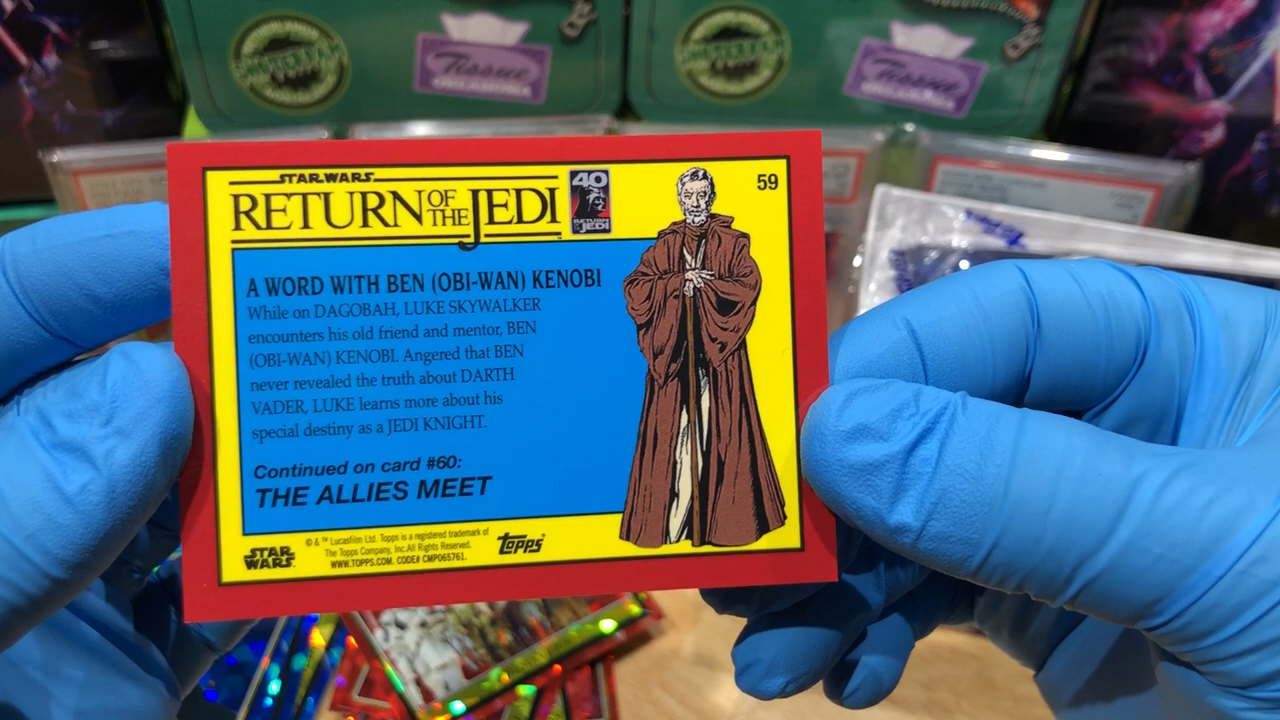 Tissue
OKLAHOMA
Tissue
OKLAHOMA
STAR WARS
RETURN OF THE JEDI
40
RETURN OF THE JEDI
59
A WORD WITH BEN (OBI-WAN) KENOBI
While on DAGOBAH, LUKE SKYWALKER
encounters his old friend and mentor, BEN
(OBI-WAN) KENOBI. Angered that BEN
never revealed the truth about DARTH
VADER, LUKE learns more about his
special destiny as a JEDI KNIGHT.
Continued on card #60:
THE ALLIES MEET
STAR WARS
© & ™ Lucasfilm Ltd. Topps is a registered trademark of
The Topps Company, Inc. All Rights Reserved.
WWW.TOPPS.COM. CODE# CMP065761.
Topps